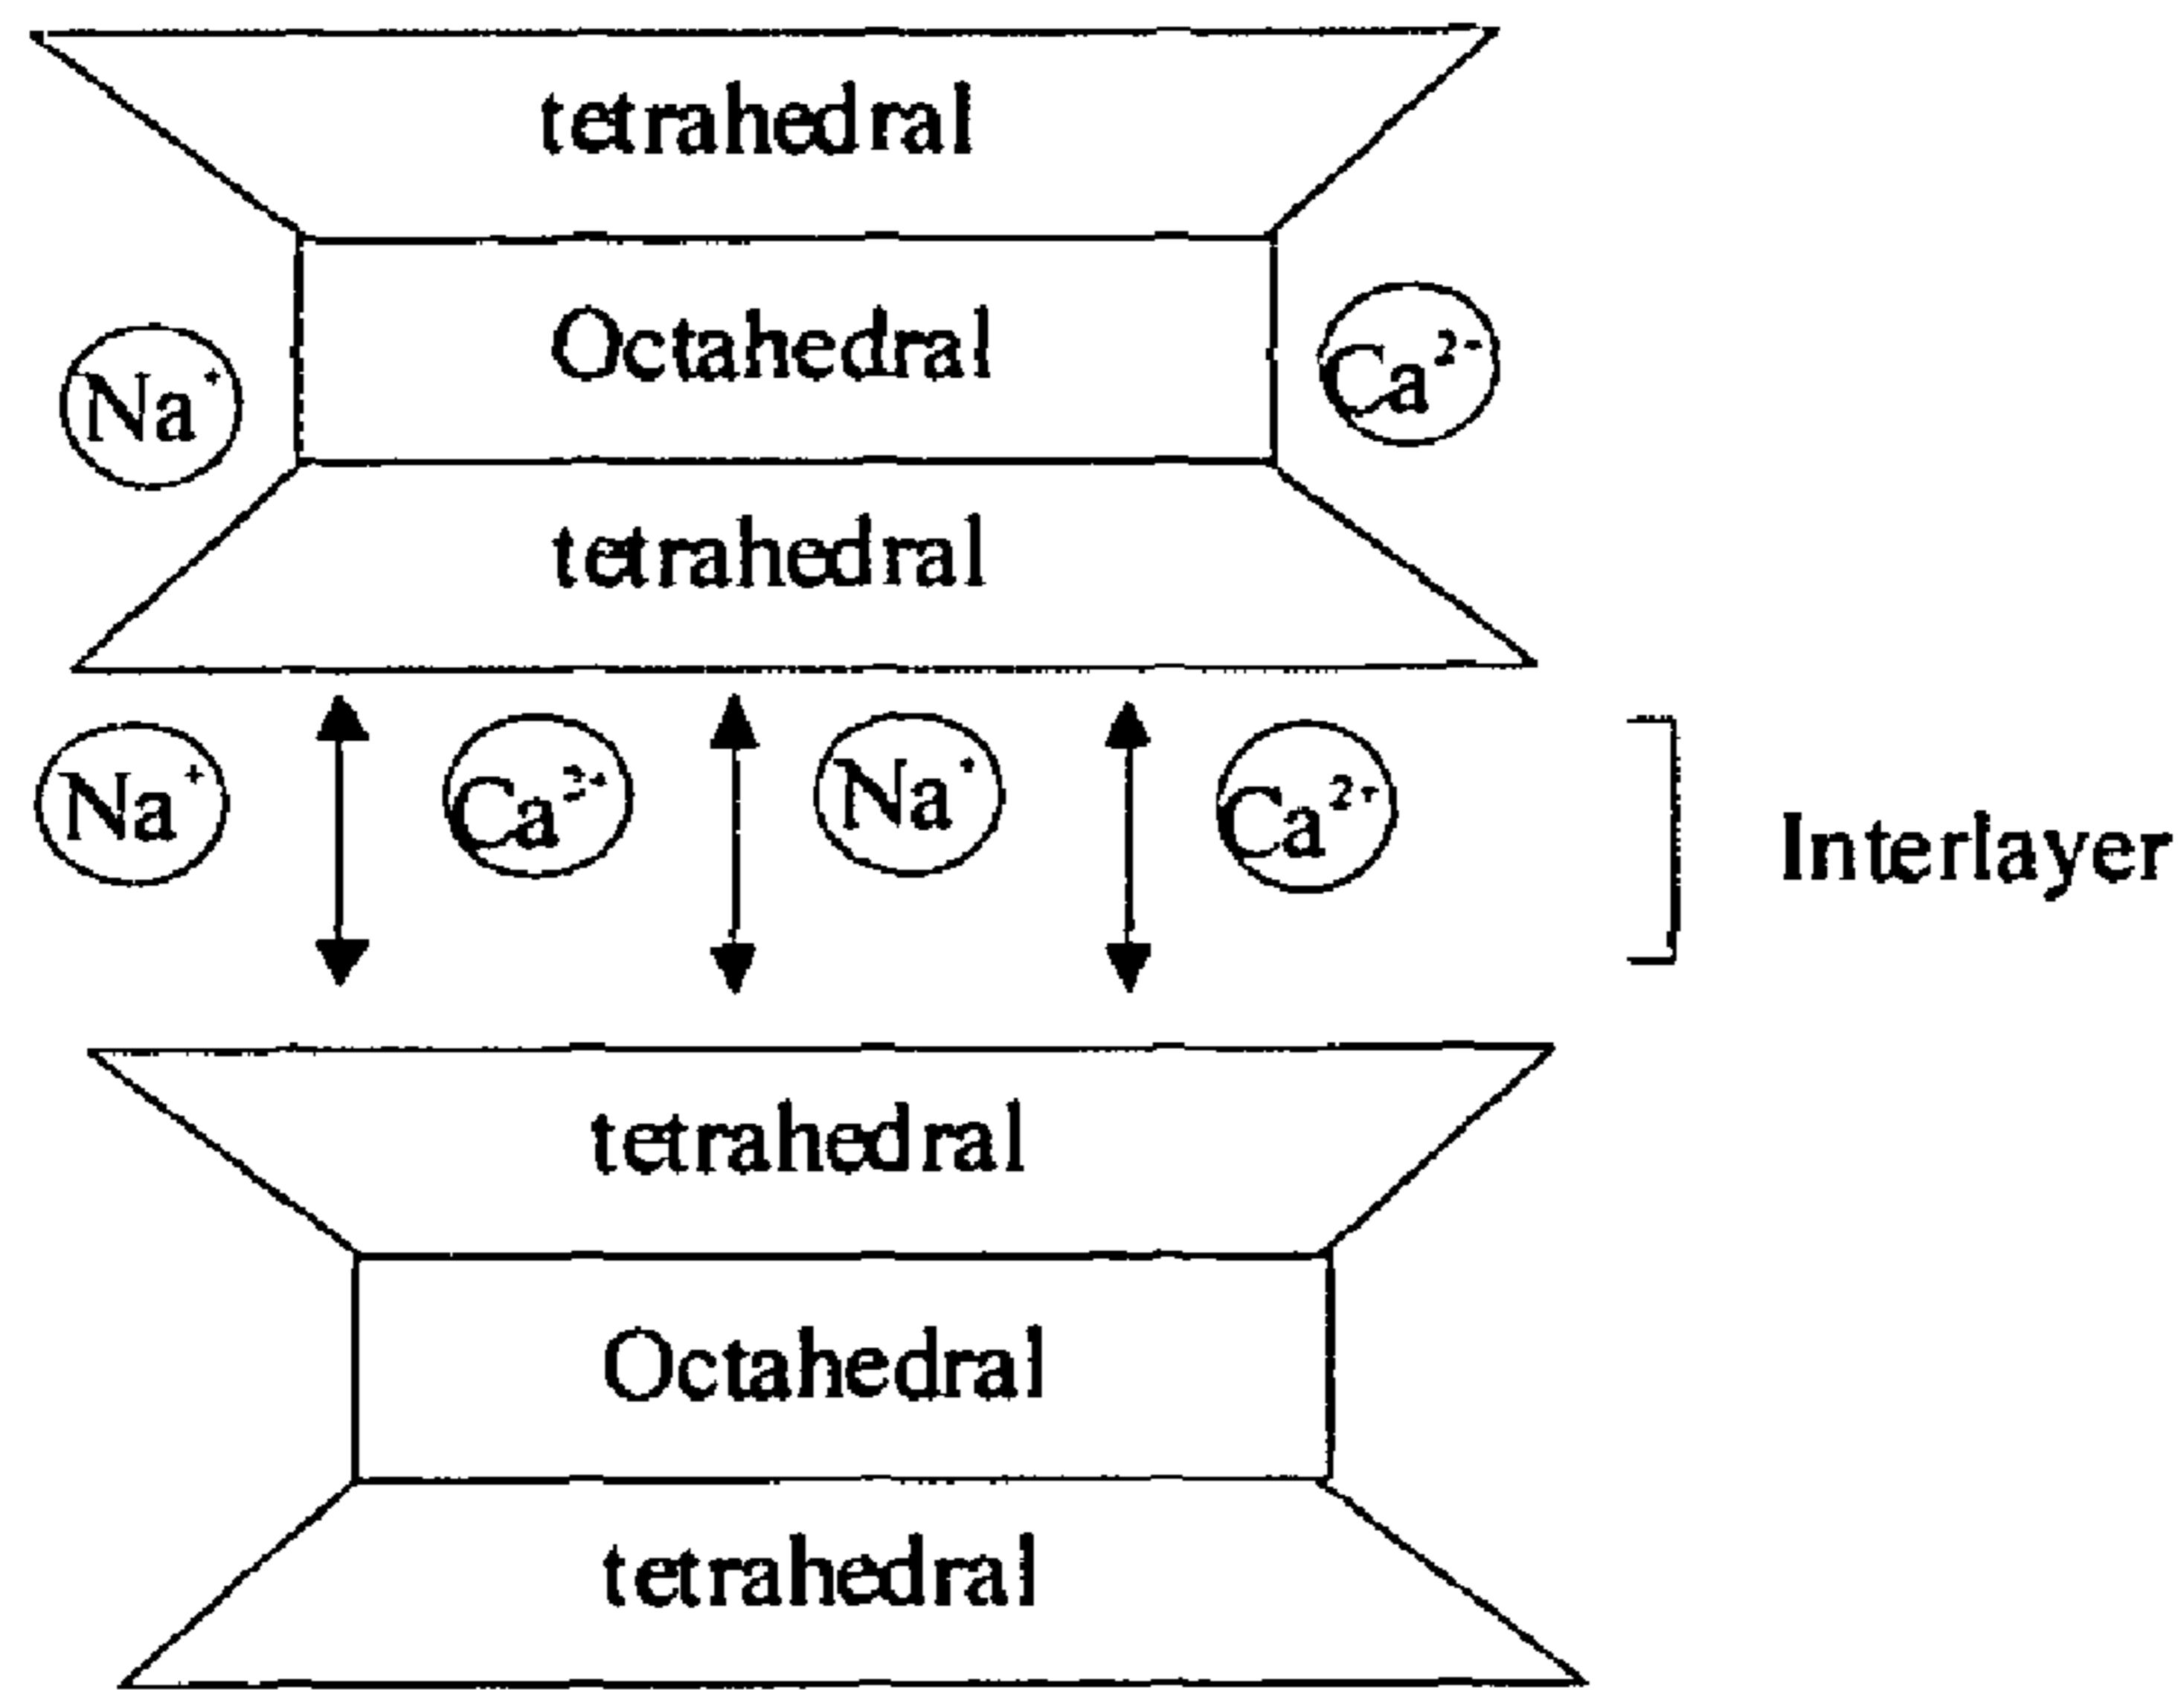 tetrahedral
Octahedral
Na⁺
Ca²⁺
tetrahedral
Na⁺ Ca²⁺ Na⁺ Ca²⁺
Interlayer
tetrahedral
Octahedral
tetrahedral